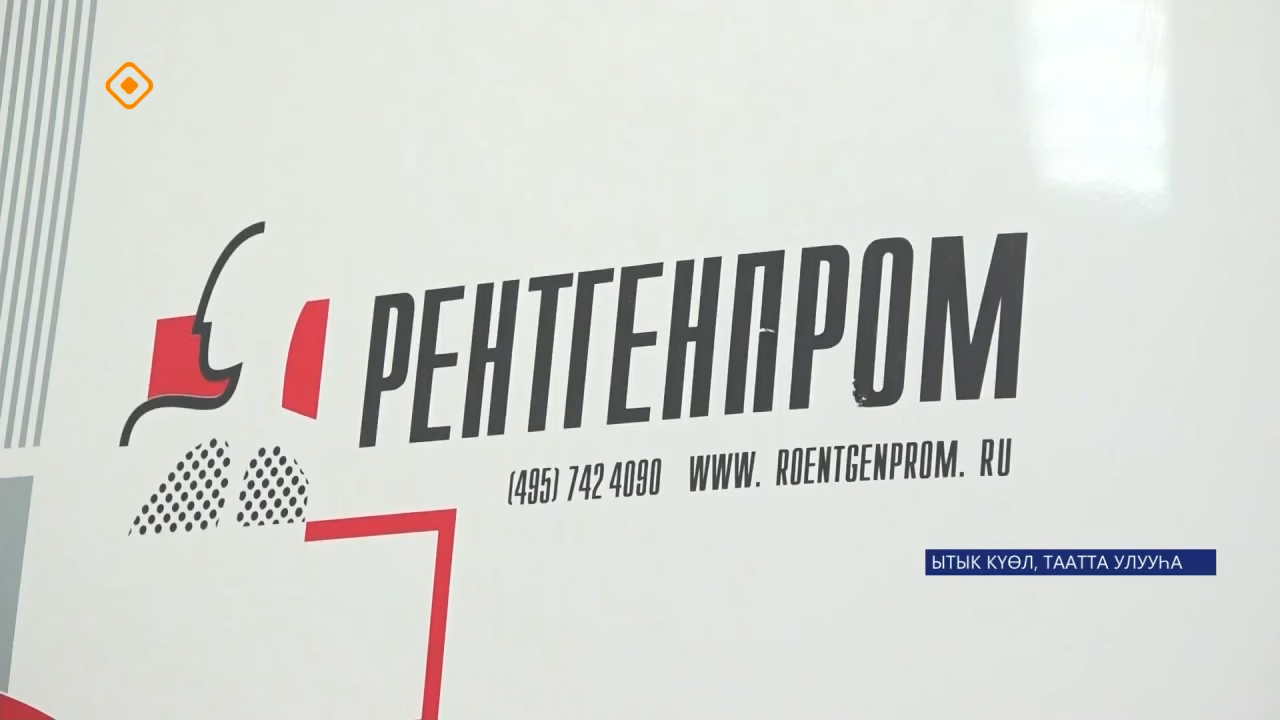 РЕНТГЕНПРОМ
(495) 742 4090 WWW. ROENTGENPROM. RU
ЫТЫК КҮӨЛ, ТААТТА УЛУУҺА